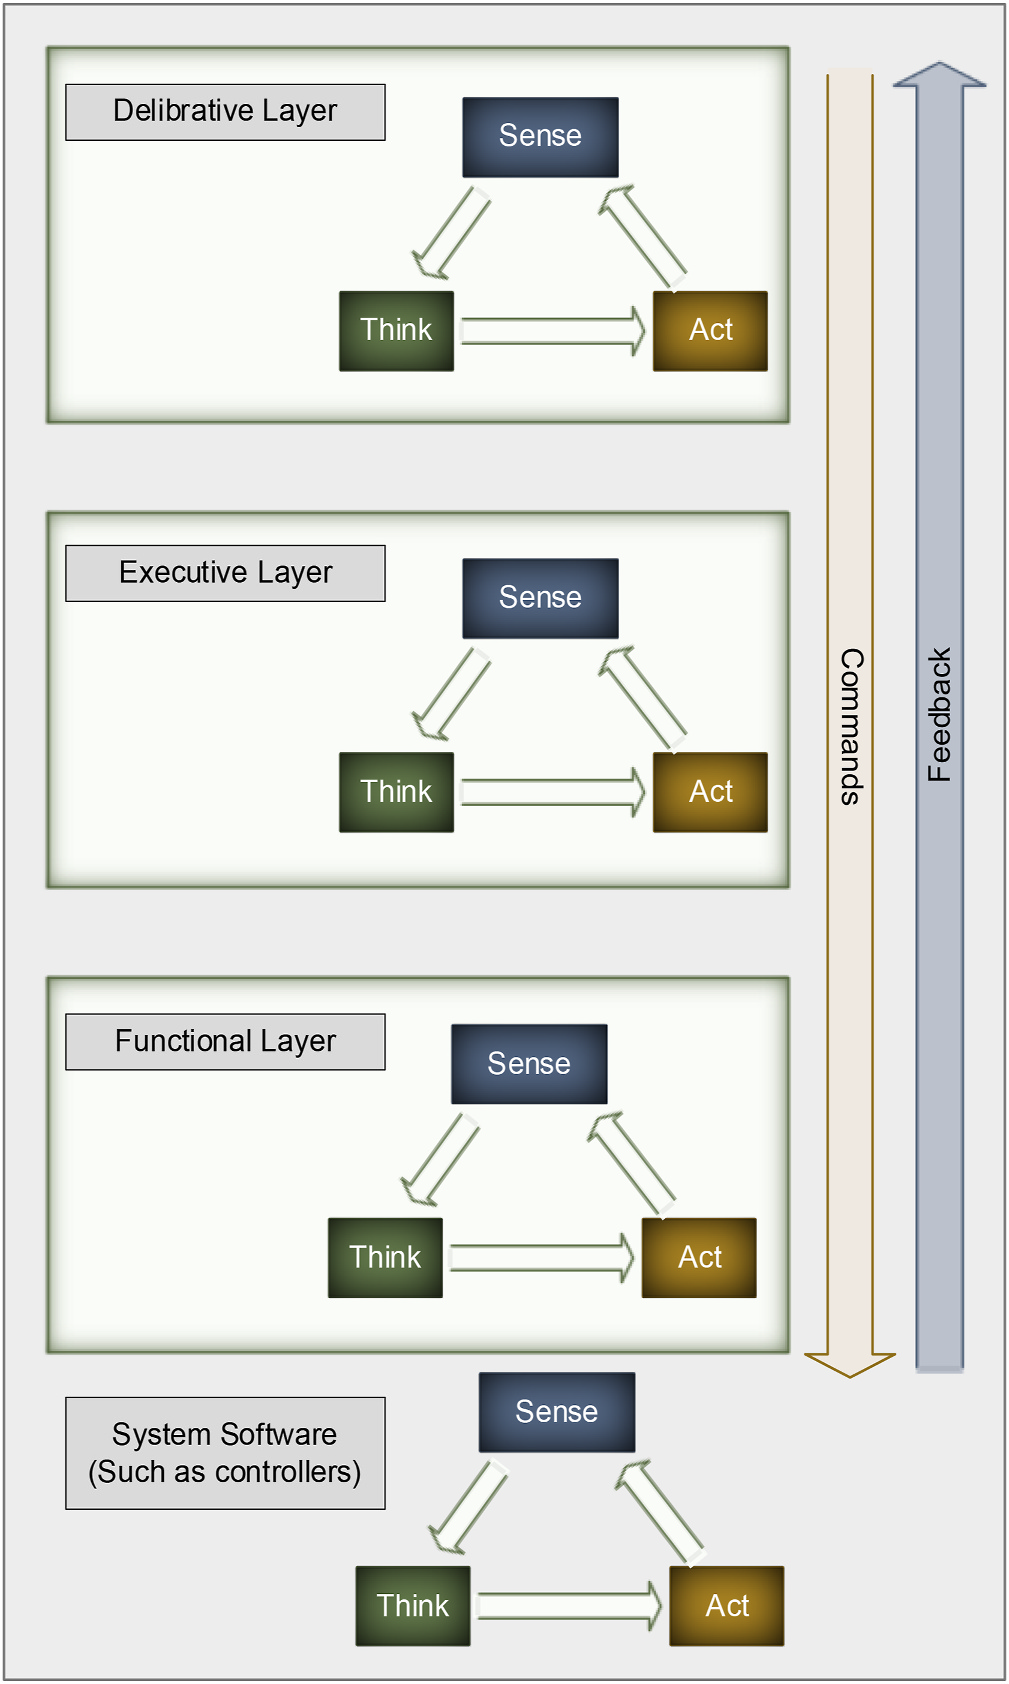 Delibrative Layer
Sense
Think
Act
Executive Layer
Sense
Think
Act
Commands
Feedback
Functional Layer
Sense
Think
Act
System Software
(Such as controllers)
Sense
Think
Act